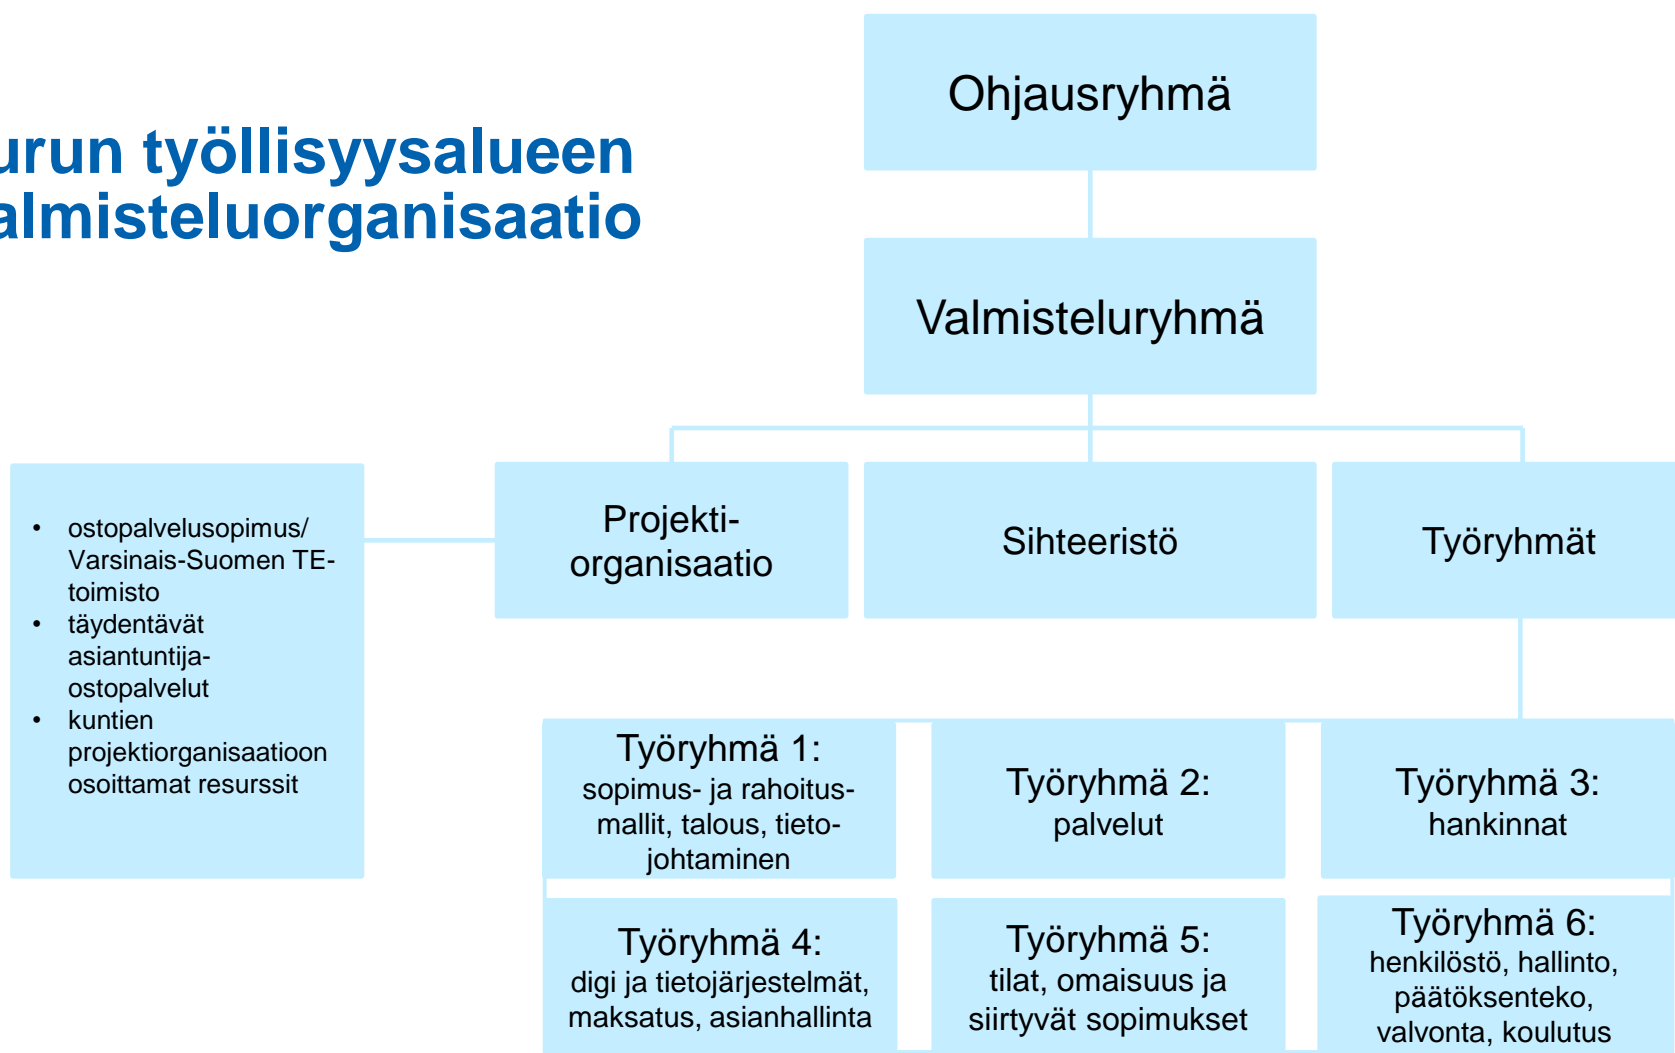 urun työllisyysalueen
almisteluorganisaatio
Ohjausryhmä
Valmisteluryhmä
Projekti-
organisaatio
Sihteeristö
Työryhmät
• ostopalvelusopimus/
Varsinais-Suomen TE-
toimisto
• täydentävät
asiantuntija-
ostopalvelut
• kuntien
projektiorganisaatioon
osoittamat resurssit
Työryhmä 1:
sopimus- ja rahoitus-
mallit, talous, tieto-
johtaminen
Työryhmä 2:
palvelut
Työryhmä 3:
hankinnat
Työryhmä 4:
digi ja tietojärjestelmät,
maksatus, asianhallinta
Työryhmä 5:
tilat, omaisuus ja
siirtyvät sopimukset
Työryhmä 6:
henkilöstö, hallinto,
päätöksenteko,
valvonta, koulutus